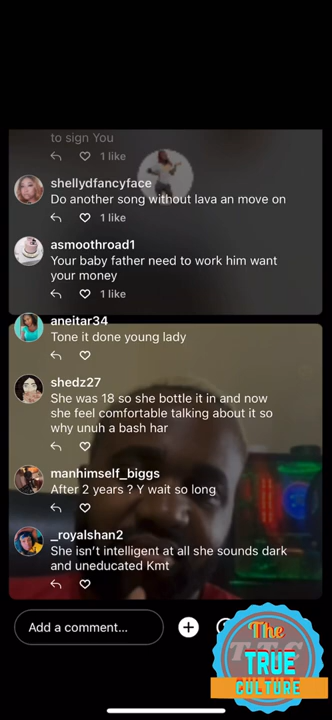 to sign You
1 like
shellydfancyface
Do another song without lava an move on
1 like
asmoothroad1
Your baby father need to work him want
your money
1 like
aneitar34
Tone it done young lady
shedz27
She was 18 so she bottle it in and now
she feel comfortable talking about it so
why unuh a bash har
manhimself_biggs
After 2 years ? Y wait so long
_royalshan2
She isn't intelligent at all she sounds dark
and uneducated Kmt
Add a comment...
The
TTC
TRUE
CULTURE